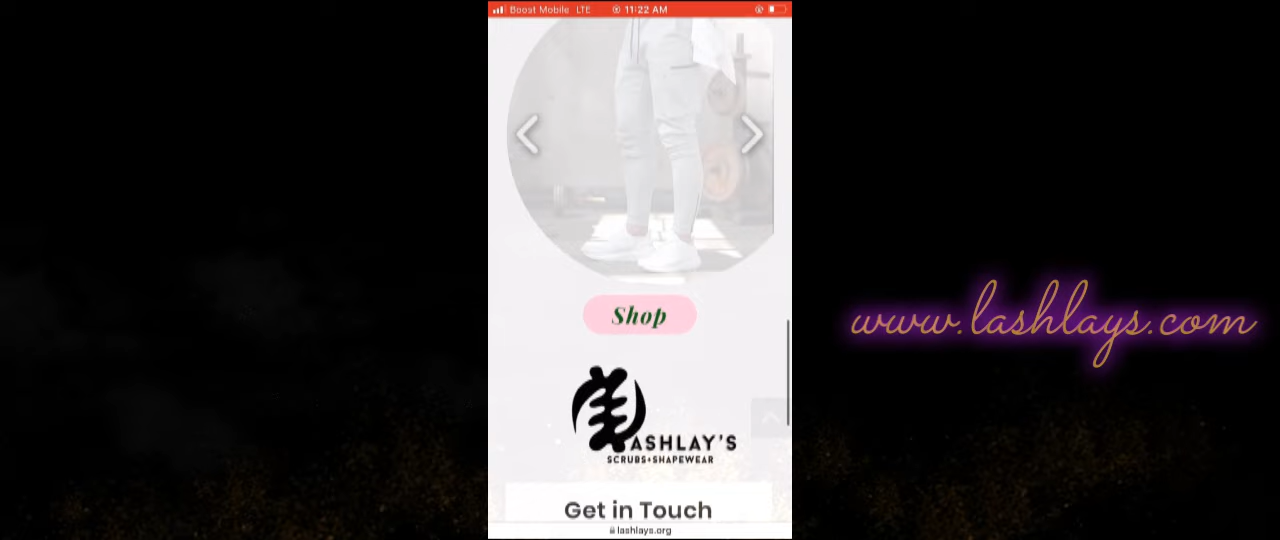 Boost Mobile LTE 11:22 AM
Shop
www.lashlays.com
ASHLAY'S
SCRUBS+SHAPEWEAR
Get in Touch
lashlays.org